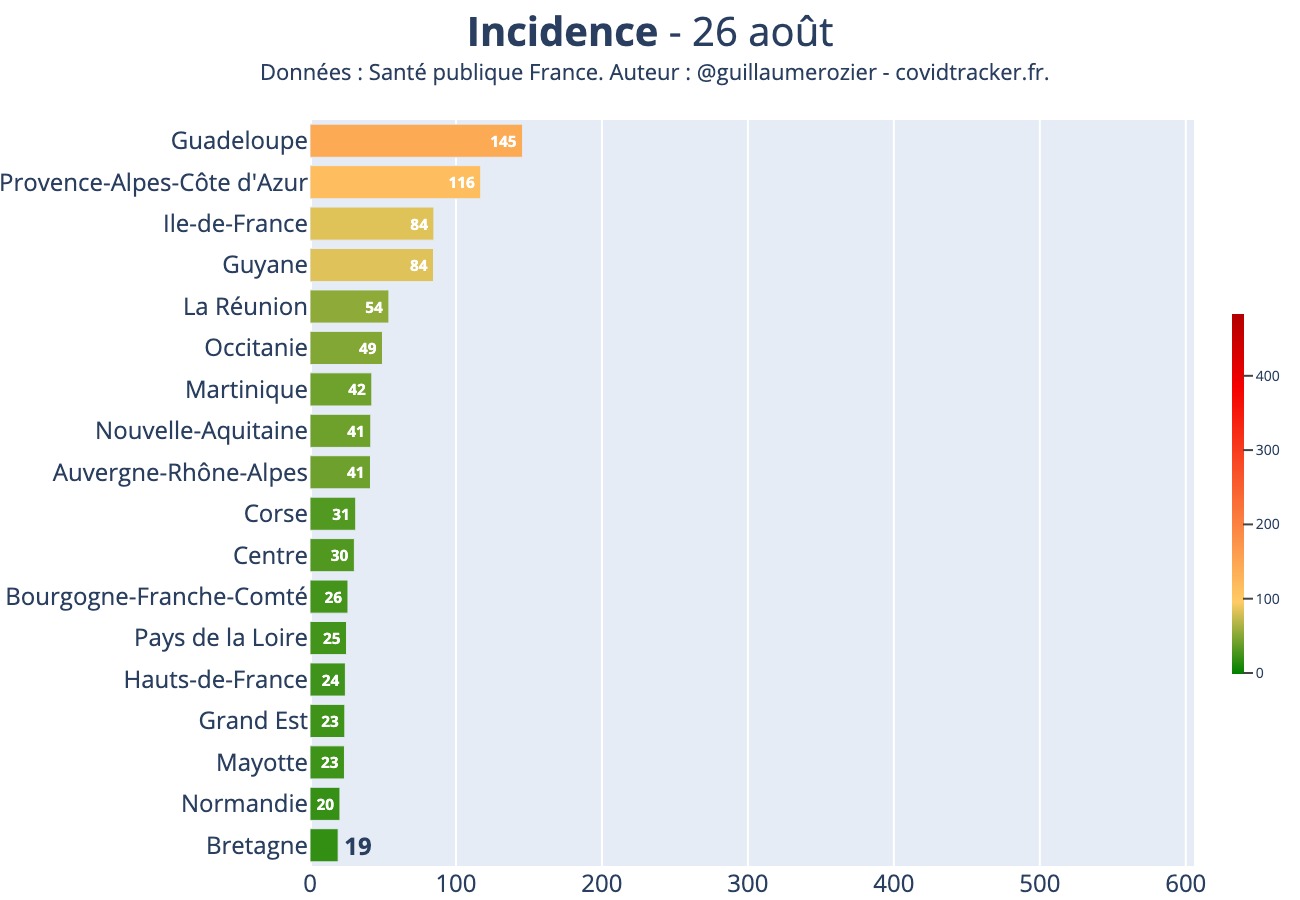 Incidence - 26 août
Données : Santé publique France. Auteur : @guillaumerozier - covidtracker.fr.
Guadeloupe 145
Provence-Alpes-Côte d'Azur 116
Ile-de-France 84
Guyane 84
La Réunion 54
Occitanie 49
Martinique 42
Nouvelle-Aquitaine 41
Auvergne-Rhône-Alpes 41
Corse 31
Centre 30
Bourgogne-Franche-Comté 26
Pays de la Loire 25
Hauts-de-France 24
Grand Est 23
Mayotte 23
Normandie 20
Bretagne 19
0 100 200 300 400 500 600
400
300
200
100
0